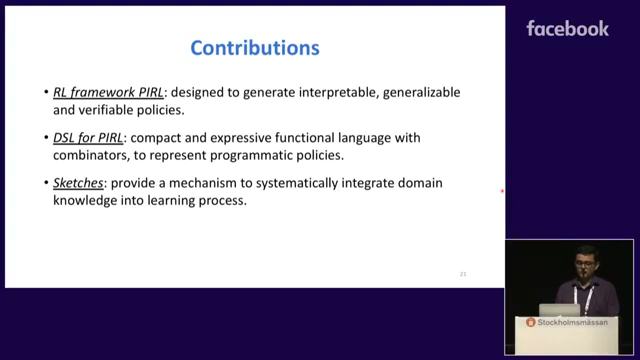 facebook
Contributions
• RL framework PIRL: designed to generate interpretable, generalizable
and verifiable policies.
• DSL for PIRL: compact and expressive functional language with
combinators, to represent programmatic policies.
• Sketches: provide a mechanism to systematically integrate domain
knowledge into learning process.
21
Stockholmsmässan